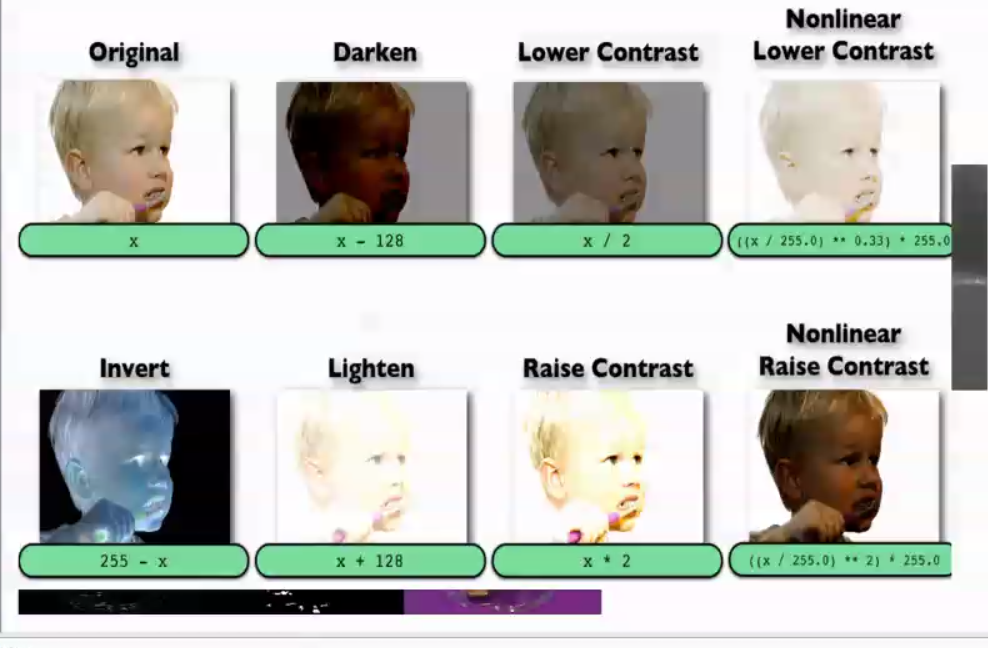 Original
Darken
Lower Contrast
Nonlinear
Lower Contrast
x
x - 128
x / 2
((x / 255.0) ** 0.33) * 255.0
Invert
Lighten
Raise Contrast
Nonlinear
Raise Contrast
255 - x
x + 128
x * 2
((x / 255.0) ** 2) * 255.0